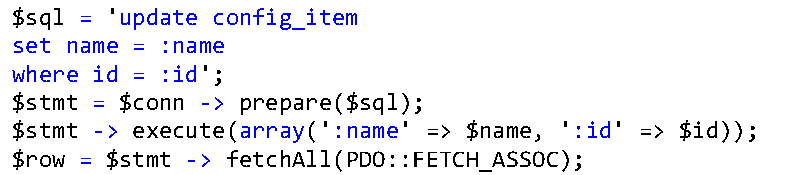 $sql = 'update config_item
set name = :name
where id = :id';
$stmt = $conn -> prepare($sql);
$stmt -> execute(array(':name' => $name, ':id' => $id));
$row = $stmt -> fetchAll(PDO::FETCH_ASSOC);